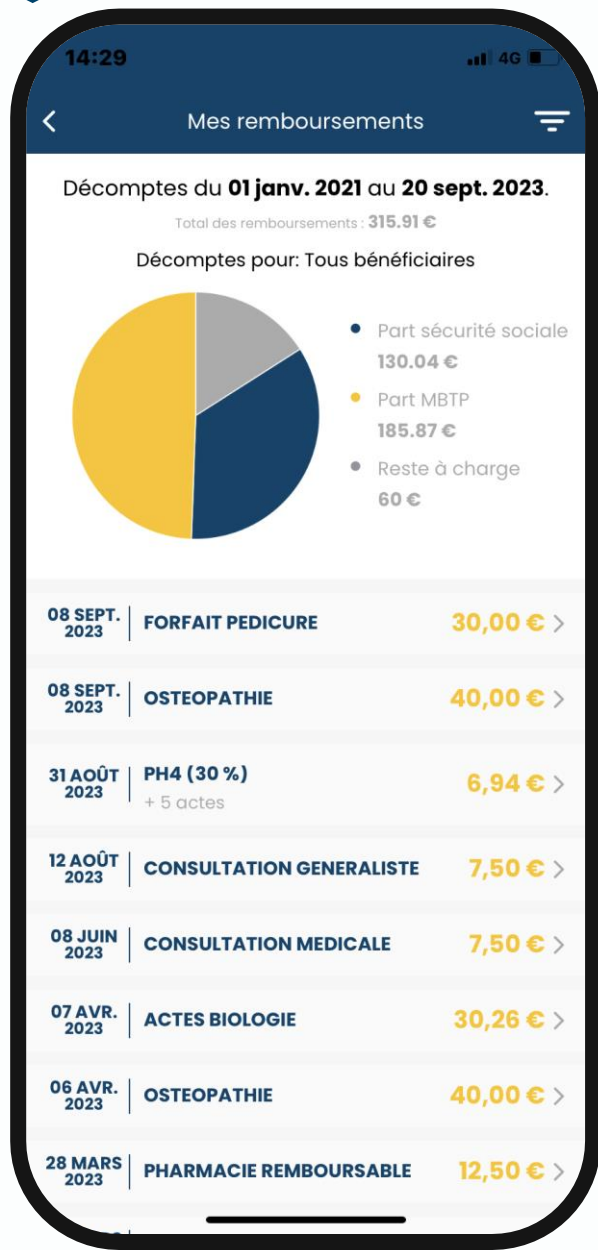 14:29
4G
Mes remboursements
Décomptes du 01 janv. 2021 au 20 sept. 2023.
Total des remboursements : 315.91 €
Décomptes pour: Tous bénéficiaires
Part sécurité sociale
130.04 €
Part MBTP
185.87 €
Reste à charge
60 €
08 SEPT.
2023
FORFAIT PEDICURE
30,00 €
08 SEPT.
2023
OSTEOPATHIE
40,00 €
31 AOÛT
2023
PH4 (30 %)
+ 5 actes
6,94 €
12 AOÛT
2023
CONSULTATION GENERALISTE
7,50 €
08 JUIN
2023
CONSULTATION MEDICALE
7,50 €
07 AVR.
2023
ACTES BIOLOGIE
30,26 €
06 AVR.
2023
OSTEOPATHIE
40,00 €
28 MARS
2023
PHARMACIE REMBOURSABLE
12,50 €